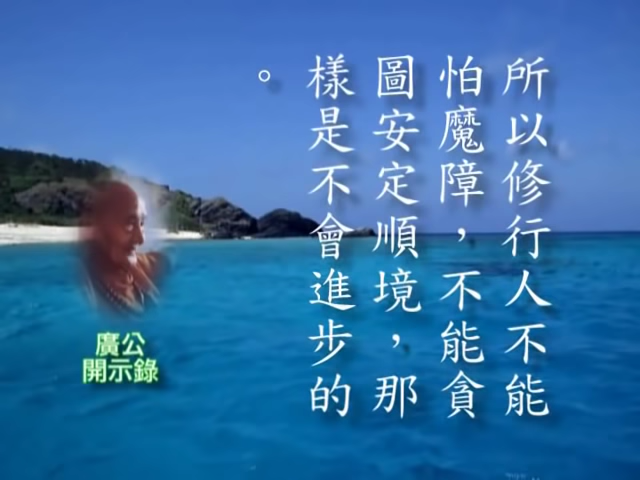 所以修行人不能
怕魔障，不能貪
圖安定順境，那
樣是不會進步的
。
廣公
開示錄